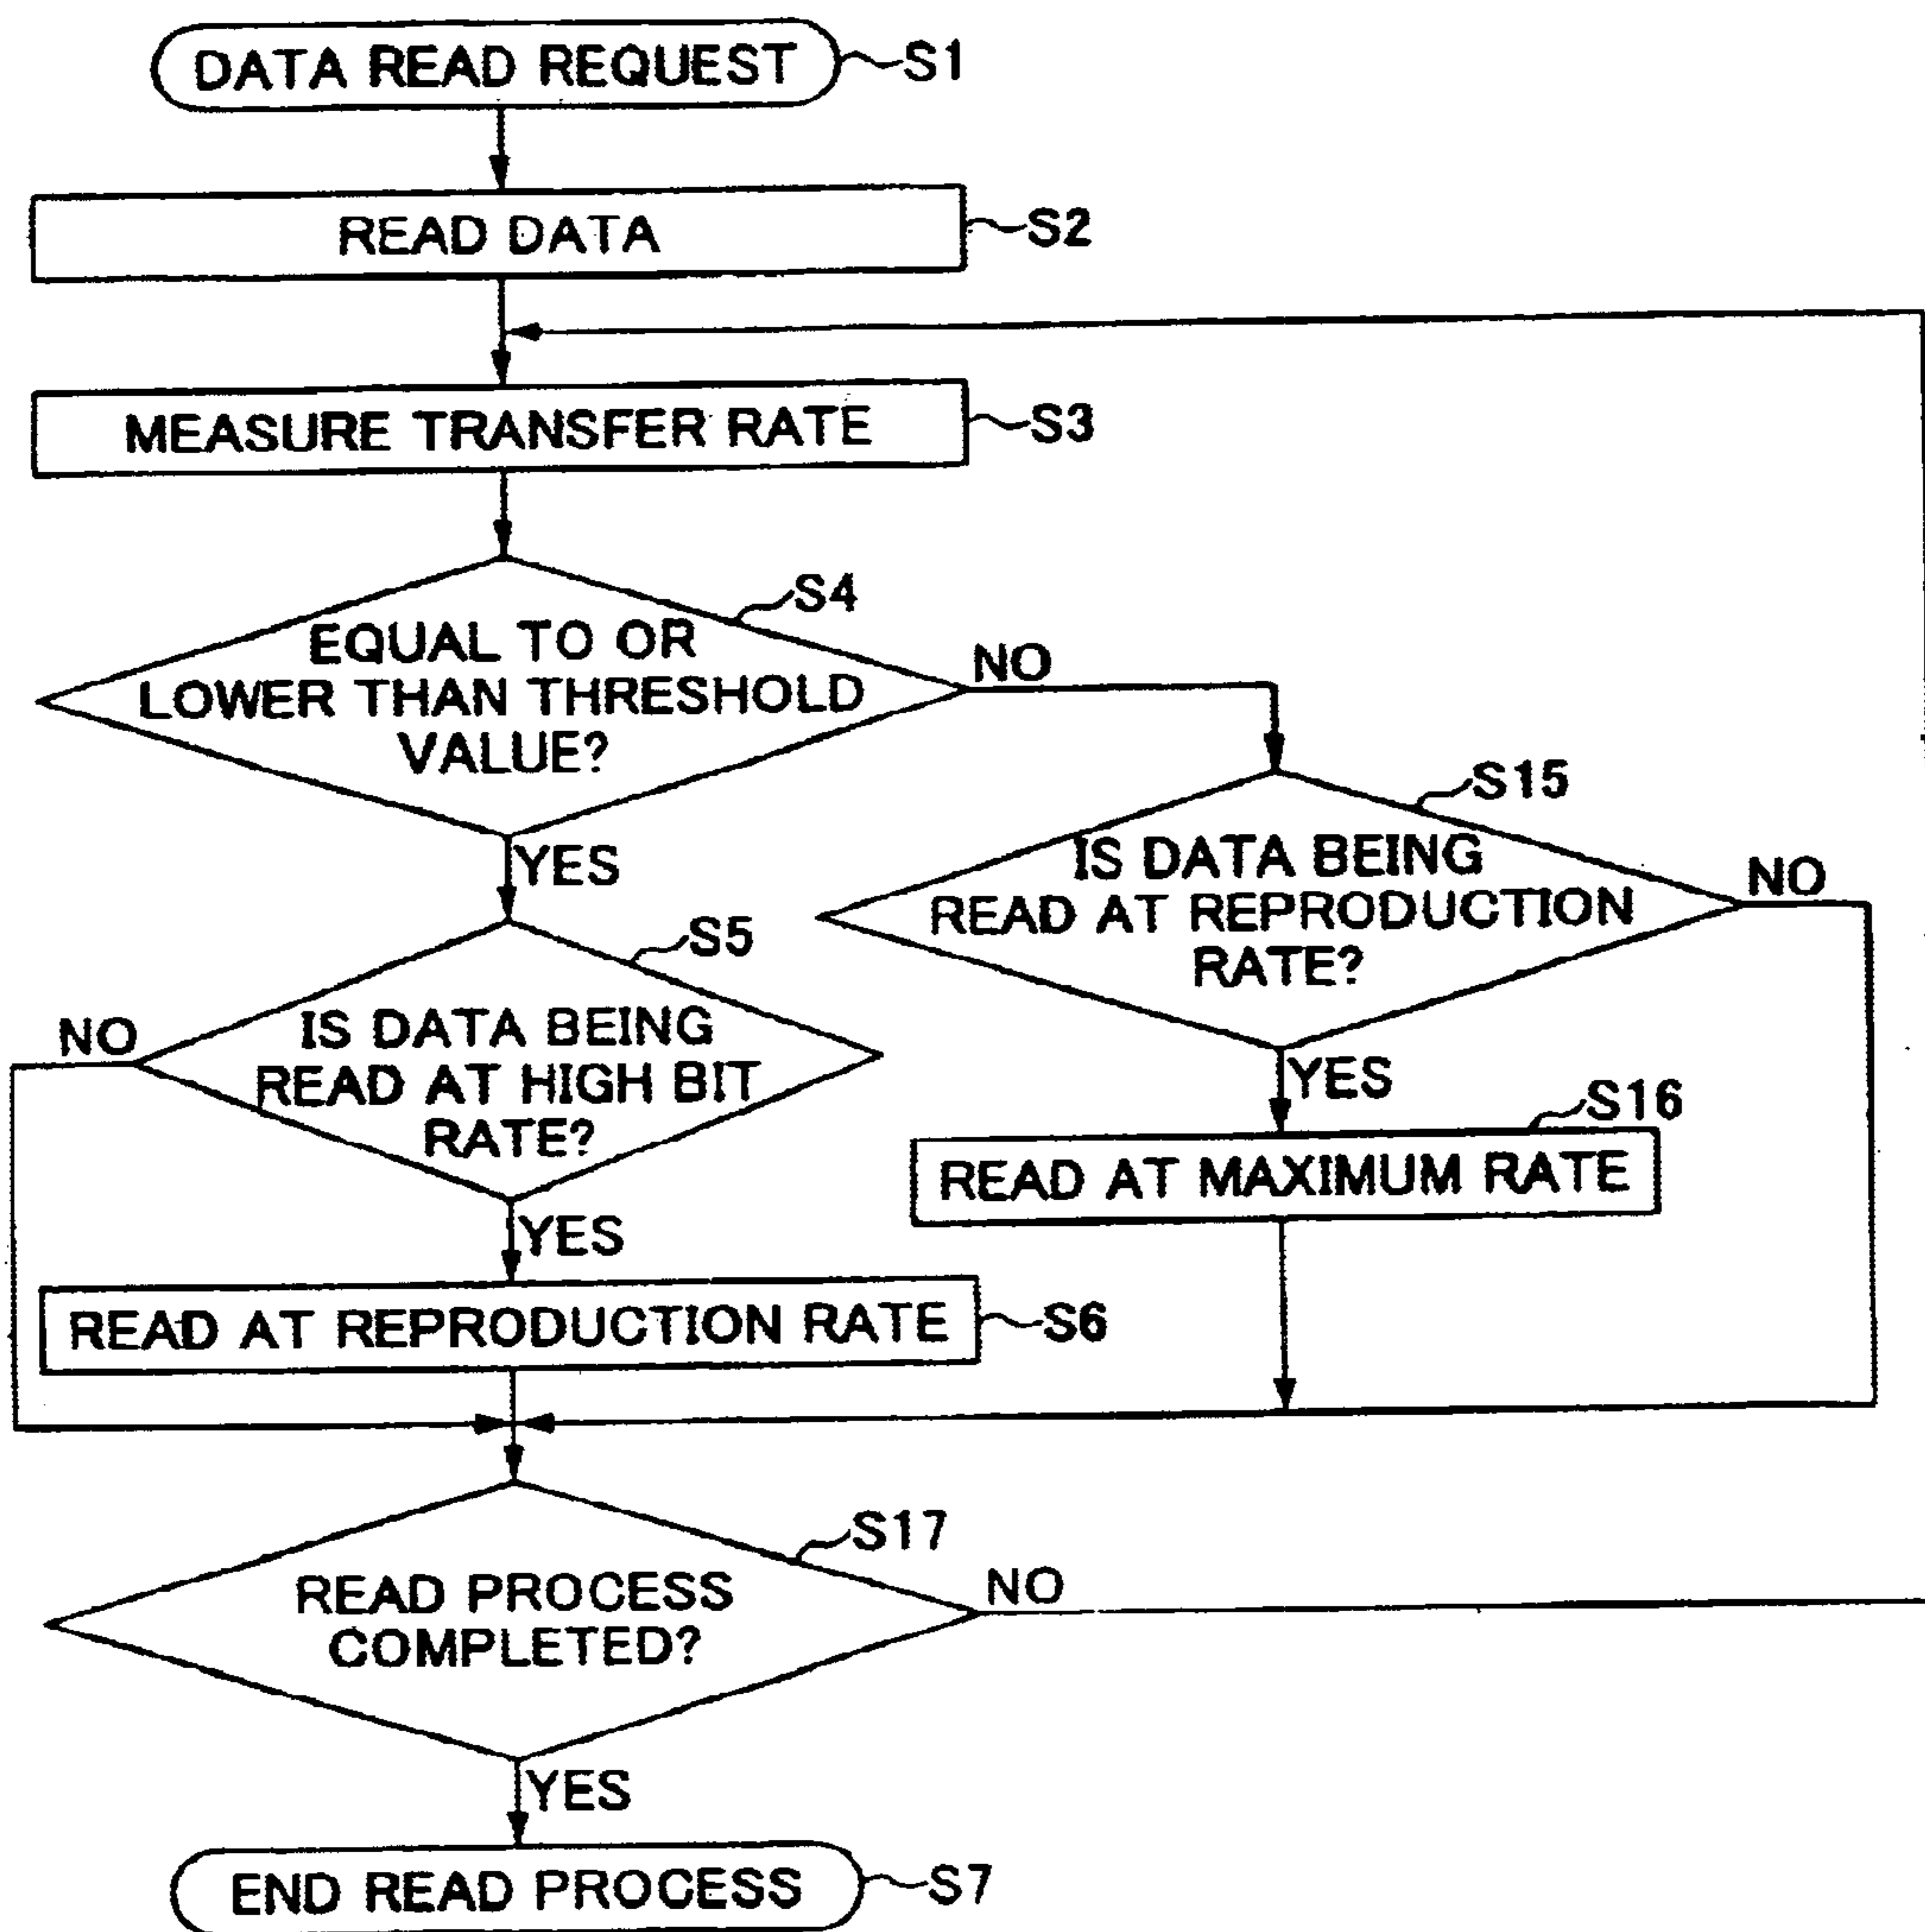 DATA READ REQUEST
S1
READ DATA
S2
MEASURE TRANSFER RATE
S3
S4
EQUAL TO OR
LOWER THAN THRESHOLD
VALUE?
NO
YES
S15
IS DATA BEING
READ AT REPRODUCTION
RATE?
NO
YES
S5
IS DATA BEING
READ AT HIGH BIT
RATE?
NO
YES
S16
READ AT MAXIMUM RATE
READ AT REPRODUCTION RATE
S6
S17
READ PROCESS
COMPLETED?
NO
YES
END READ PROCESS
S7